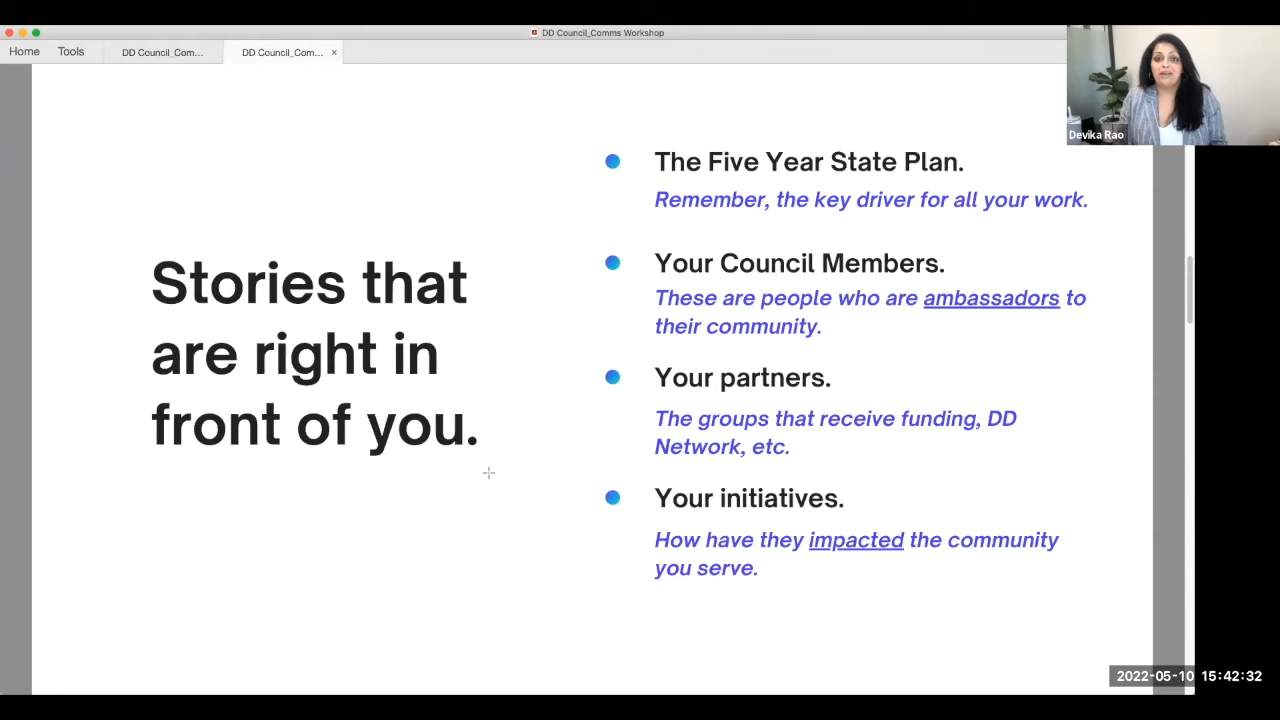 DD Council_Comms Workshop
Home
Tools
DD Council_Com...
DD Council_Com...
×
Devika Rao
Stories that
are right in
front of you.
The Five Year State Plan.
Remember, the key driver for all your work.
Your Council Members.
These are people who are ambassadors to
their community.
Your partners.
The groups that receive funding, DD
Network, etc.
Your initiatives.
How have they impacted the community
you serve.
2022-05-10 15:42:32